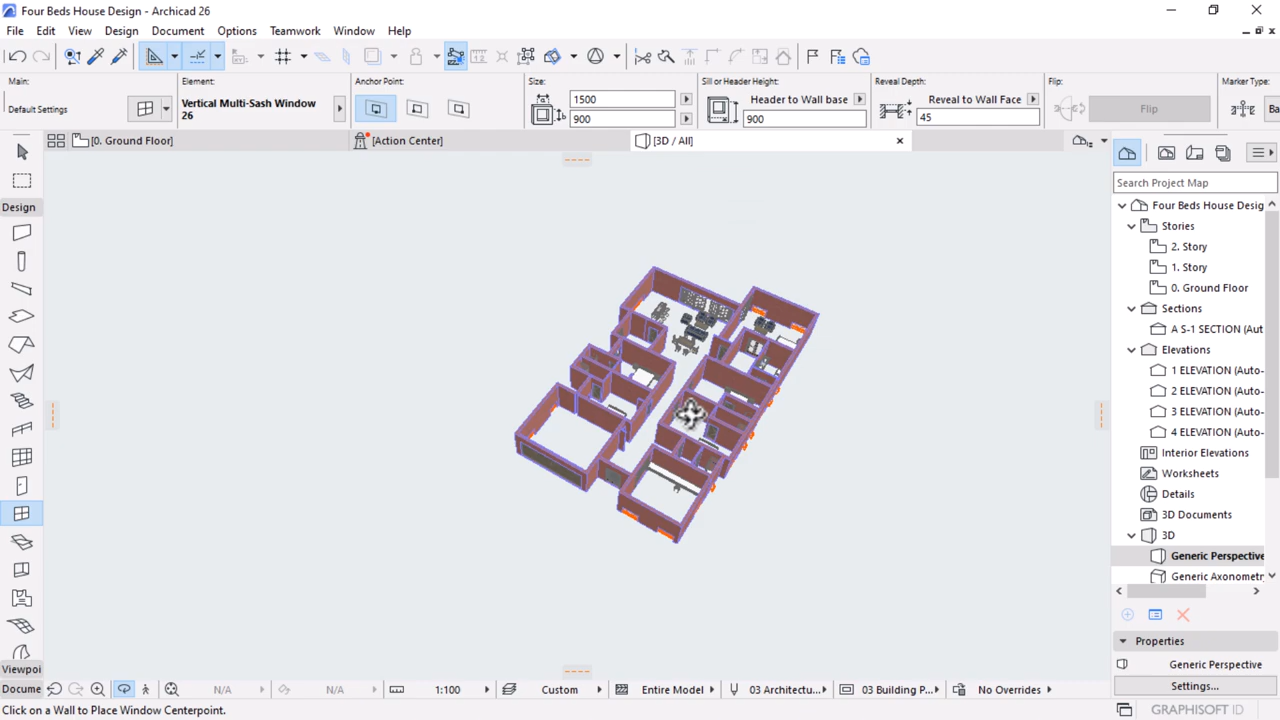 Four Beds House Design - Archicad 26
File Edit View Design Document Options Teamwork Window Help
Main: Element: Anchor Point: Size: Sill or Header Height: Reveal Depth: Flip: Marker Type:
Default Settings
Vertical Multi-Sash Window
26
1500
900
Header to Wall base
900
Reveal to Wall Face
45
Flip
Ba
[0. Ground Floor] [Action Center] [3D / All]
Search Project Map
Design
Four Beds House Desig
Stories
2. Story
1. Story
0. Ground Floor
Sections
A S-1 SECTION (Aut
Elevations
1 ELEVATION (Auto-
2 ELEVATION (Auto-
3 ELEVATION (Auto-
4 ELEVATION (Auto-
Interior Elevations
Worksheets
Details
3D Documents
3D
Generic Perspective
Generic Axonometr
Properties
Generic Perspective
Settings...
Viewpoi
Docume N/A N/A 1:100 Custom Entire Model 03 Architectu... 03 Building P... No Overrides
Click on a Wall to Place Window Centerpoint.
GRAPHISOFT ID